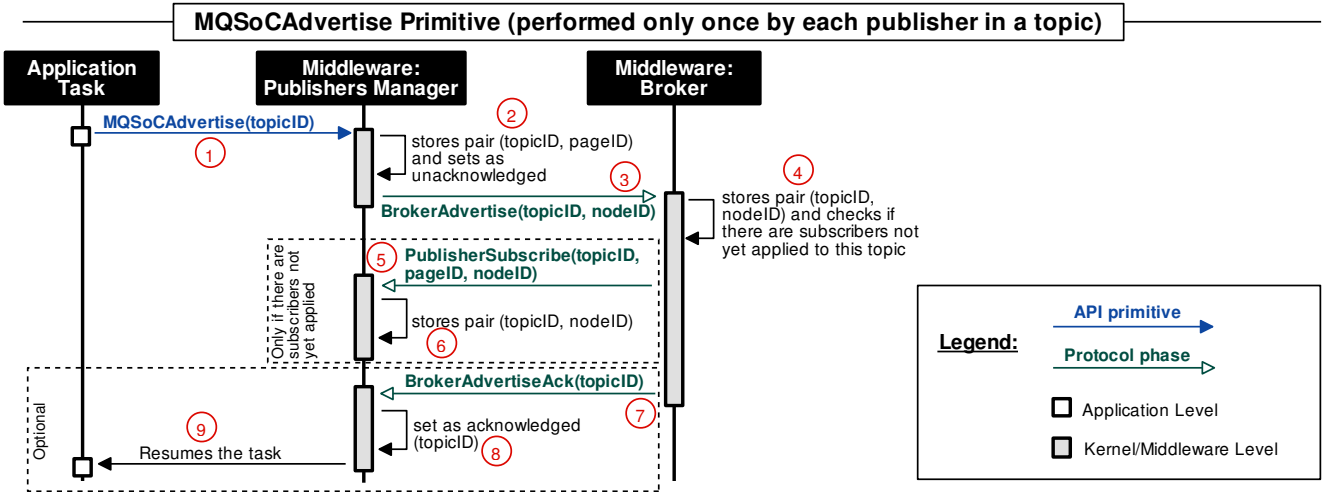 MQSoCAdvertise Primitive (performed only once by each publisher in a topic)
Application
Task
Middleware:
Publishers Manager
Middleware:
Broker
MQSoCAdvertise(topicID)
1
2
stores pair (topicID, pageID)
and sets as
unacknowledged
3
BrokerAdvertise(topicID, nodeID)
4
stores pair (topicID,
nodeID) and checks if
there are subscribers not
yet applied to this topic
Only if there are
subscribers not
yet applied
5
PublisherSubscribe(topicID,
pageID, nodeID)
stores pair (topicID, nodeID)
6
Optional
BrokerAdvertiseAck(topicID)
7
set as acknowledged
(topicID)
8
9
Resumes the task
Legend:
API primitive
Protocol phase
Application Level
Kernel/Middleware Level